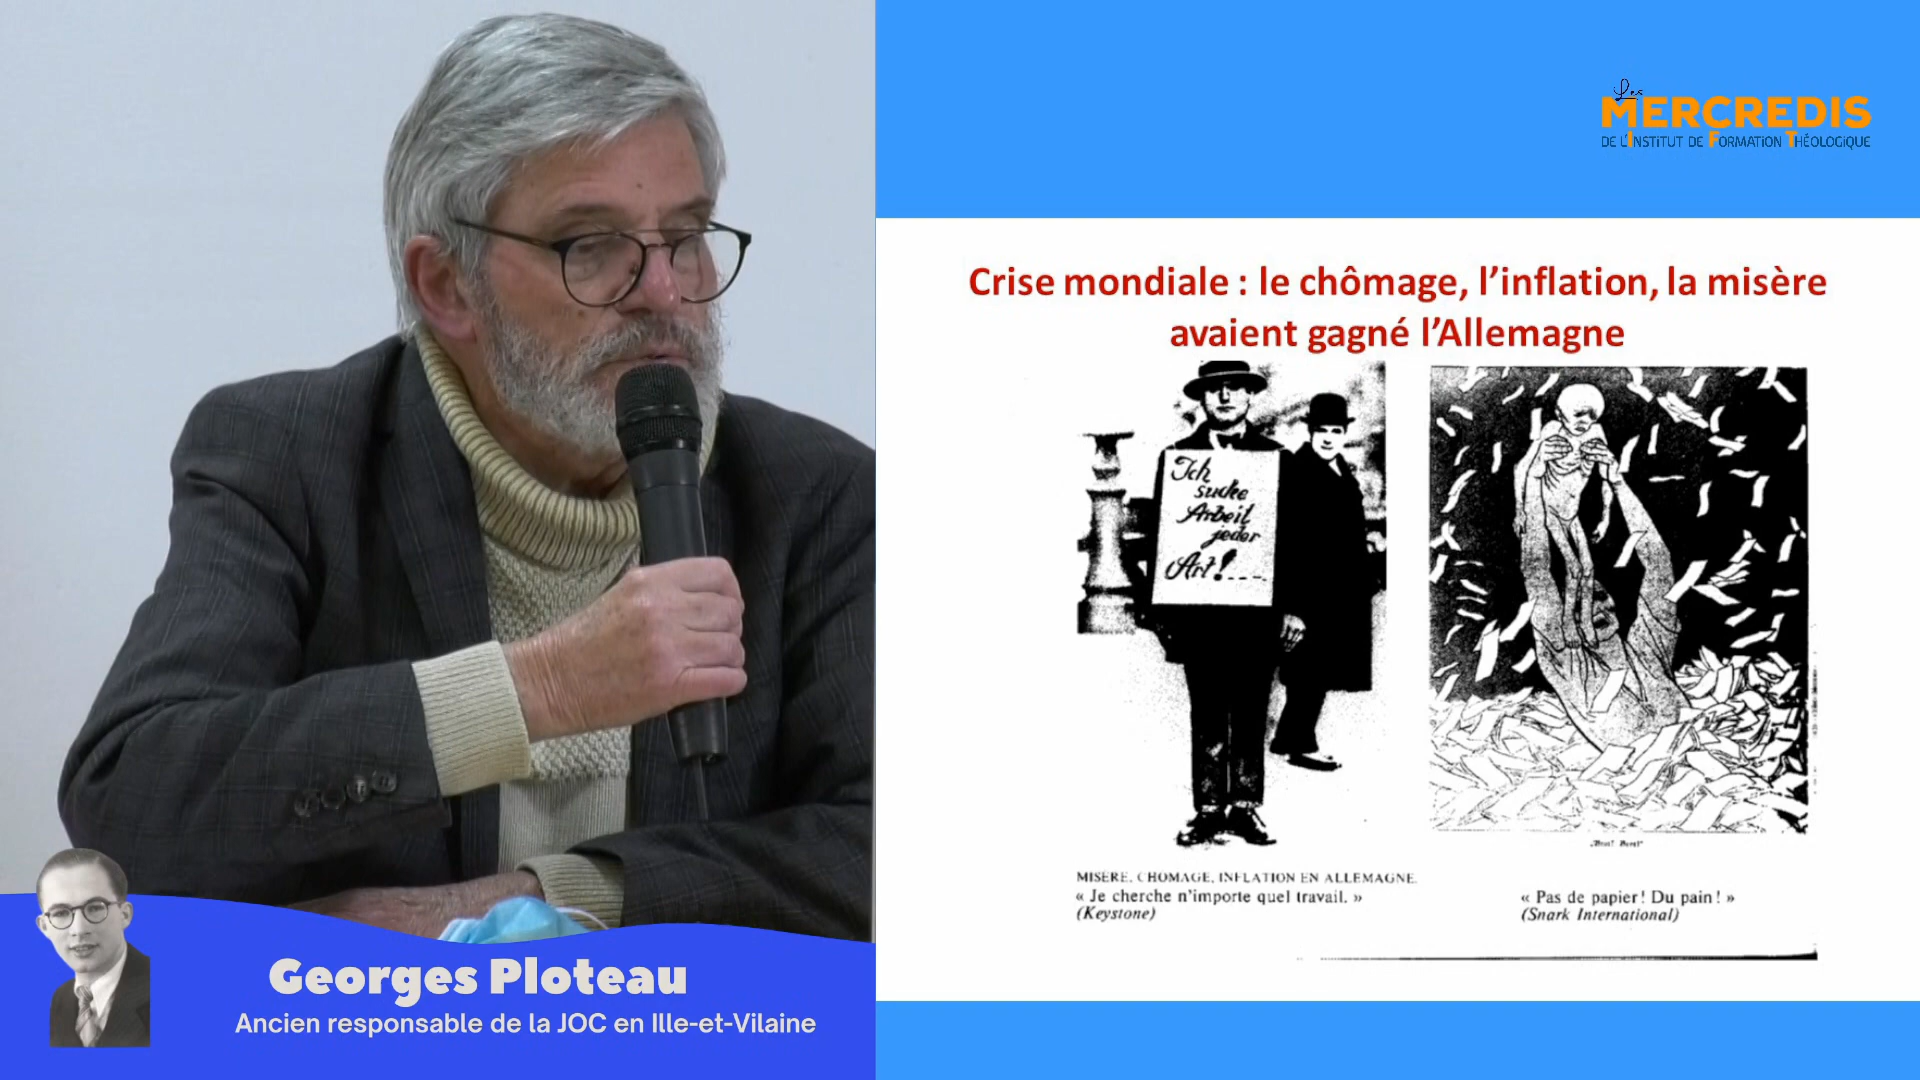 Les
MERCREDIS
DE L'INSTITUT DE FORMATION THÉOLOGIQUE
Crise mondiale : le chômage, l'inflation, la misère
avaient gagné l'Allemagne
Ich
suche
Arbeit
jeder
Art!
MISERE, CHOMAGE, INFLATION EN ALLEMAGNE.
« Je cherche n'importe quel travail. »
(Keystone)
« Pas de papier ! Du pain ! »
(Snark International)
Georges Ploteau
Ancien responsable de la JOC en Ille-et-Vilaine